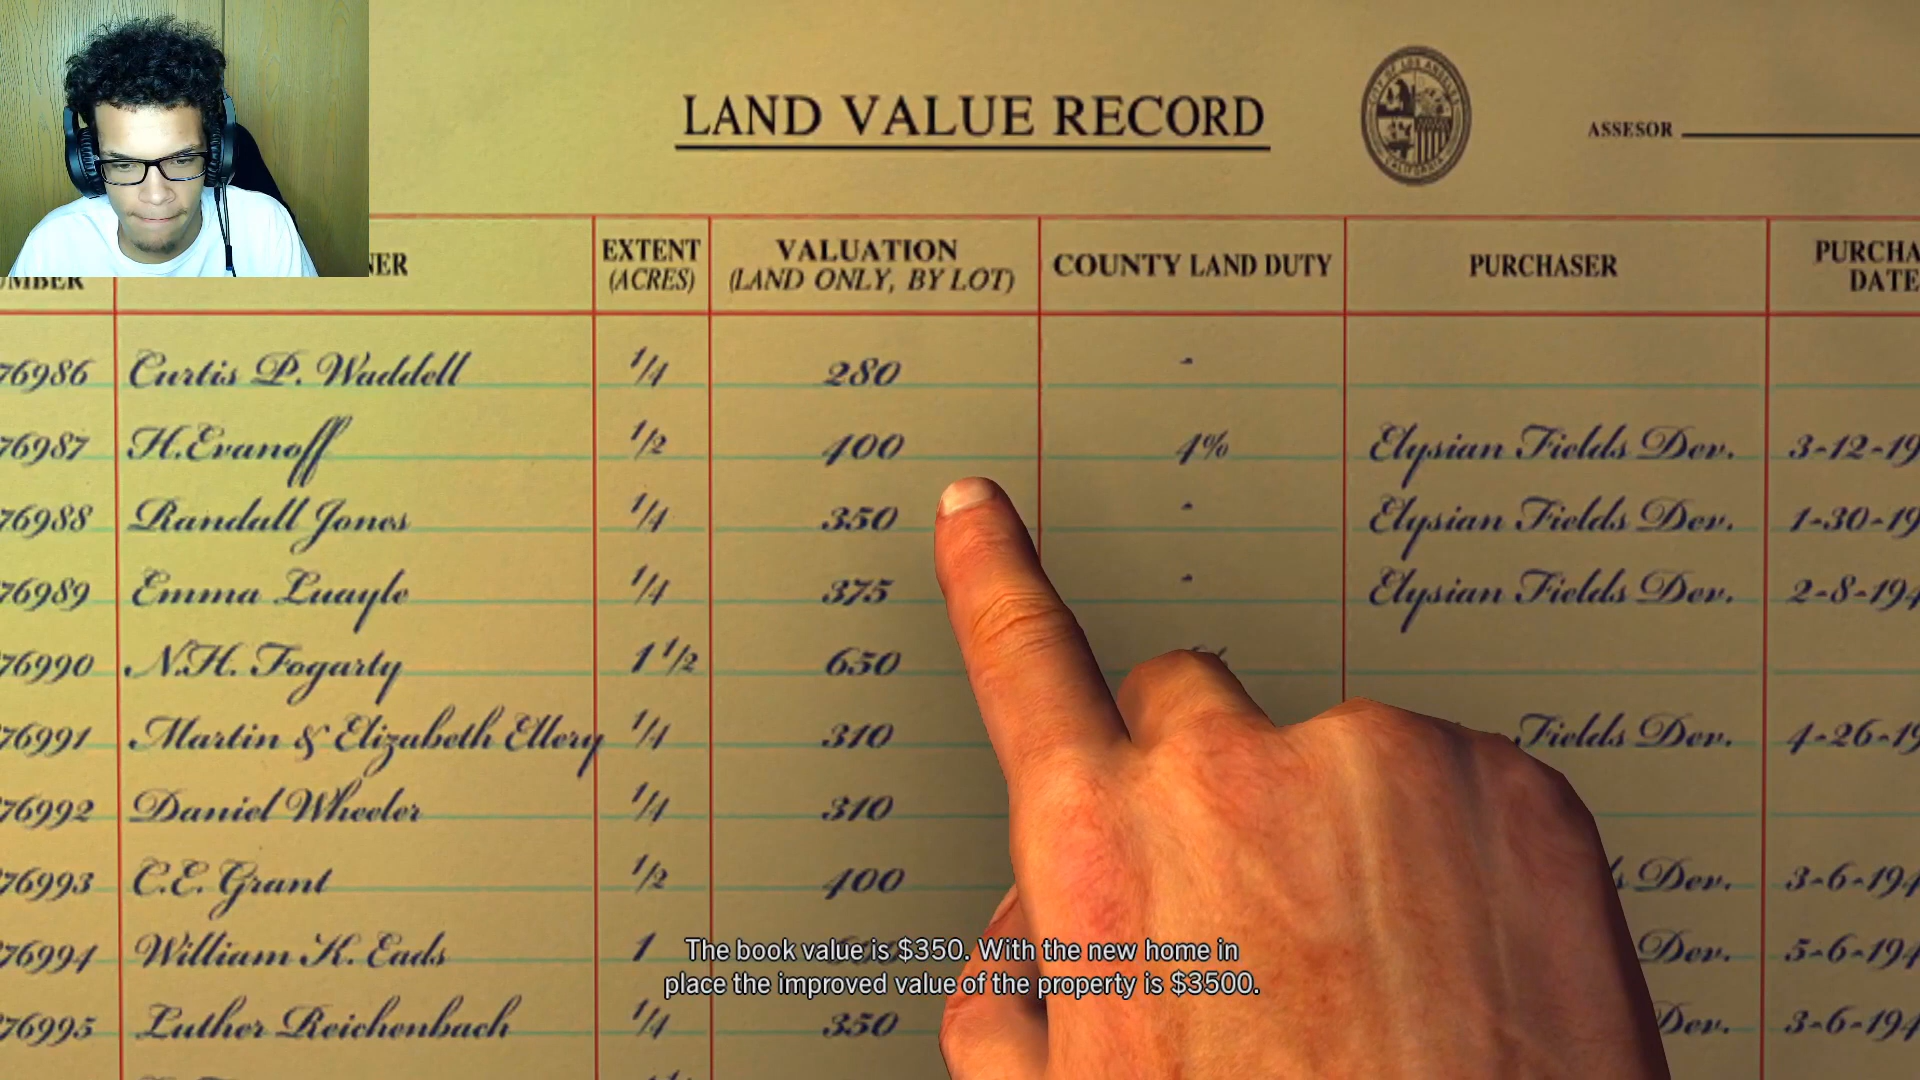 LAND VALUE RECORD
CITY OF LOS ANGELES
CALIFORNIA
ASSESOR
EXTENT (ACRES)
VALUATION (LAND ONLY, BY LOT)
COUNTY LAND DUTY
PURCHASER
76986 Curtis P. Waddell 1/4 280 -
76987 H.Evanoff 1/2 400 4% Elysian Fields Dev. 3-12-19
76988 Randall Jones 1/4 350 - Elysian Fields Dev. 1-30-19
76989 Emma Luayle 1/4 375 - Elysian Fields Dev. 2-8-194
76990 N.H. Fogarty 1 1/2 650
76991 Martin & Elizabeth Ellery 1/4 310 Fields Dev. 4-26-19
76992 Daniel Wheeler 1/4 310
76993 C.E. Grant 1/2 400 Dev. 3-6-194
76994 William K. Eads 1 Dev. 5-6-194
76995 Luther Reichenbach 1/4 350 Dev. 3-6-194
The book value is $350. With the new home in
place the improved value of the property is $3500.